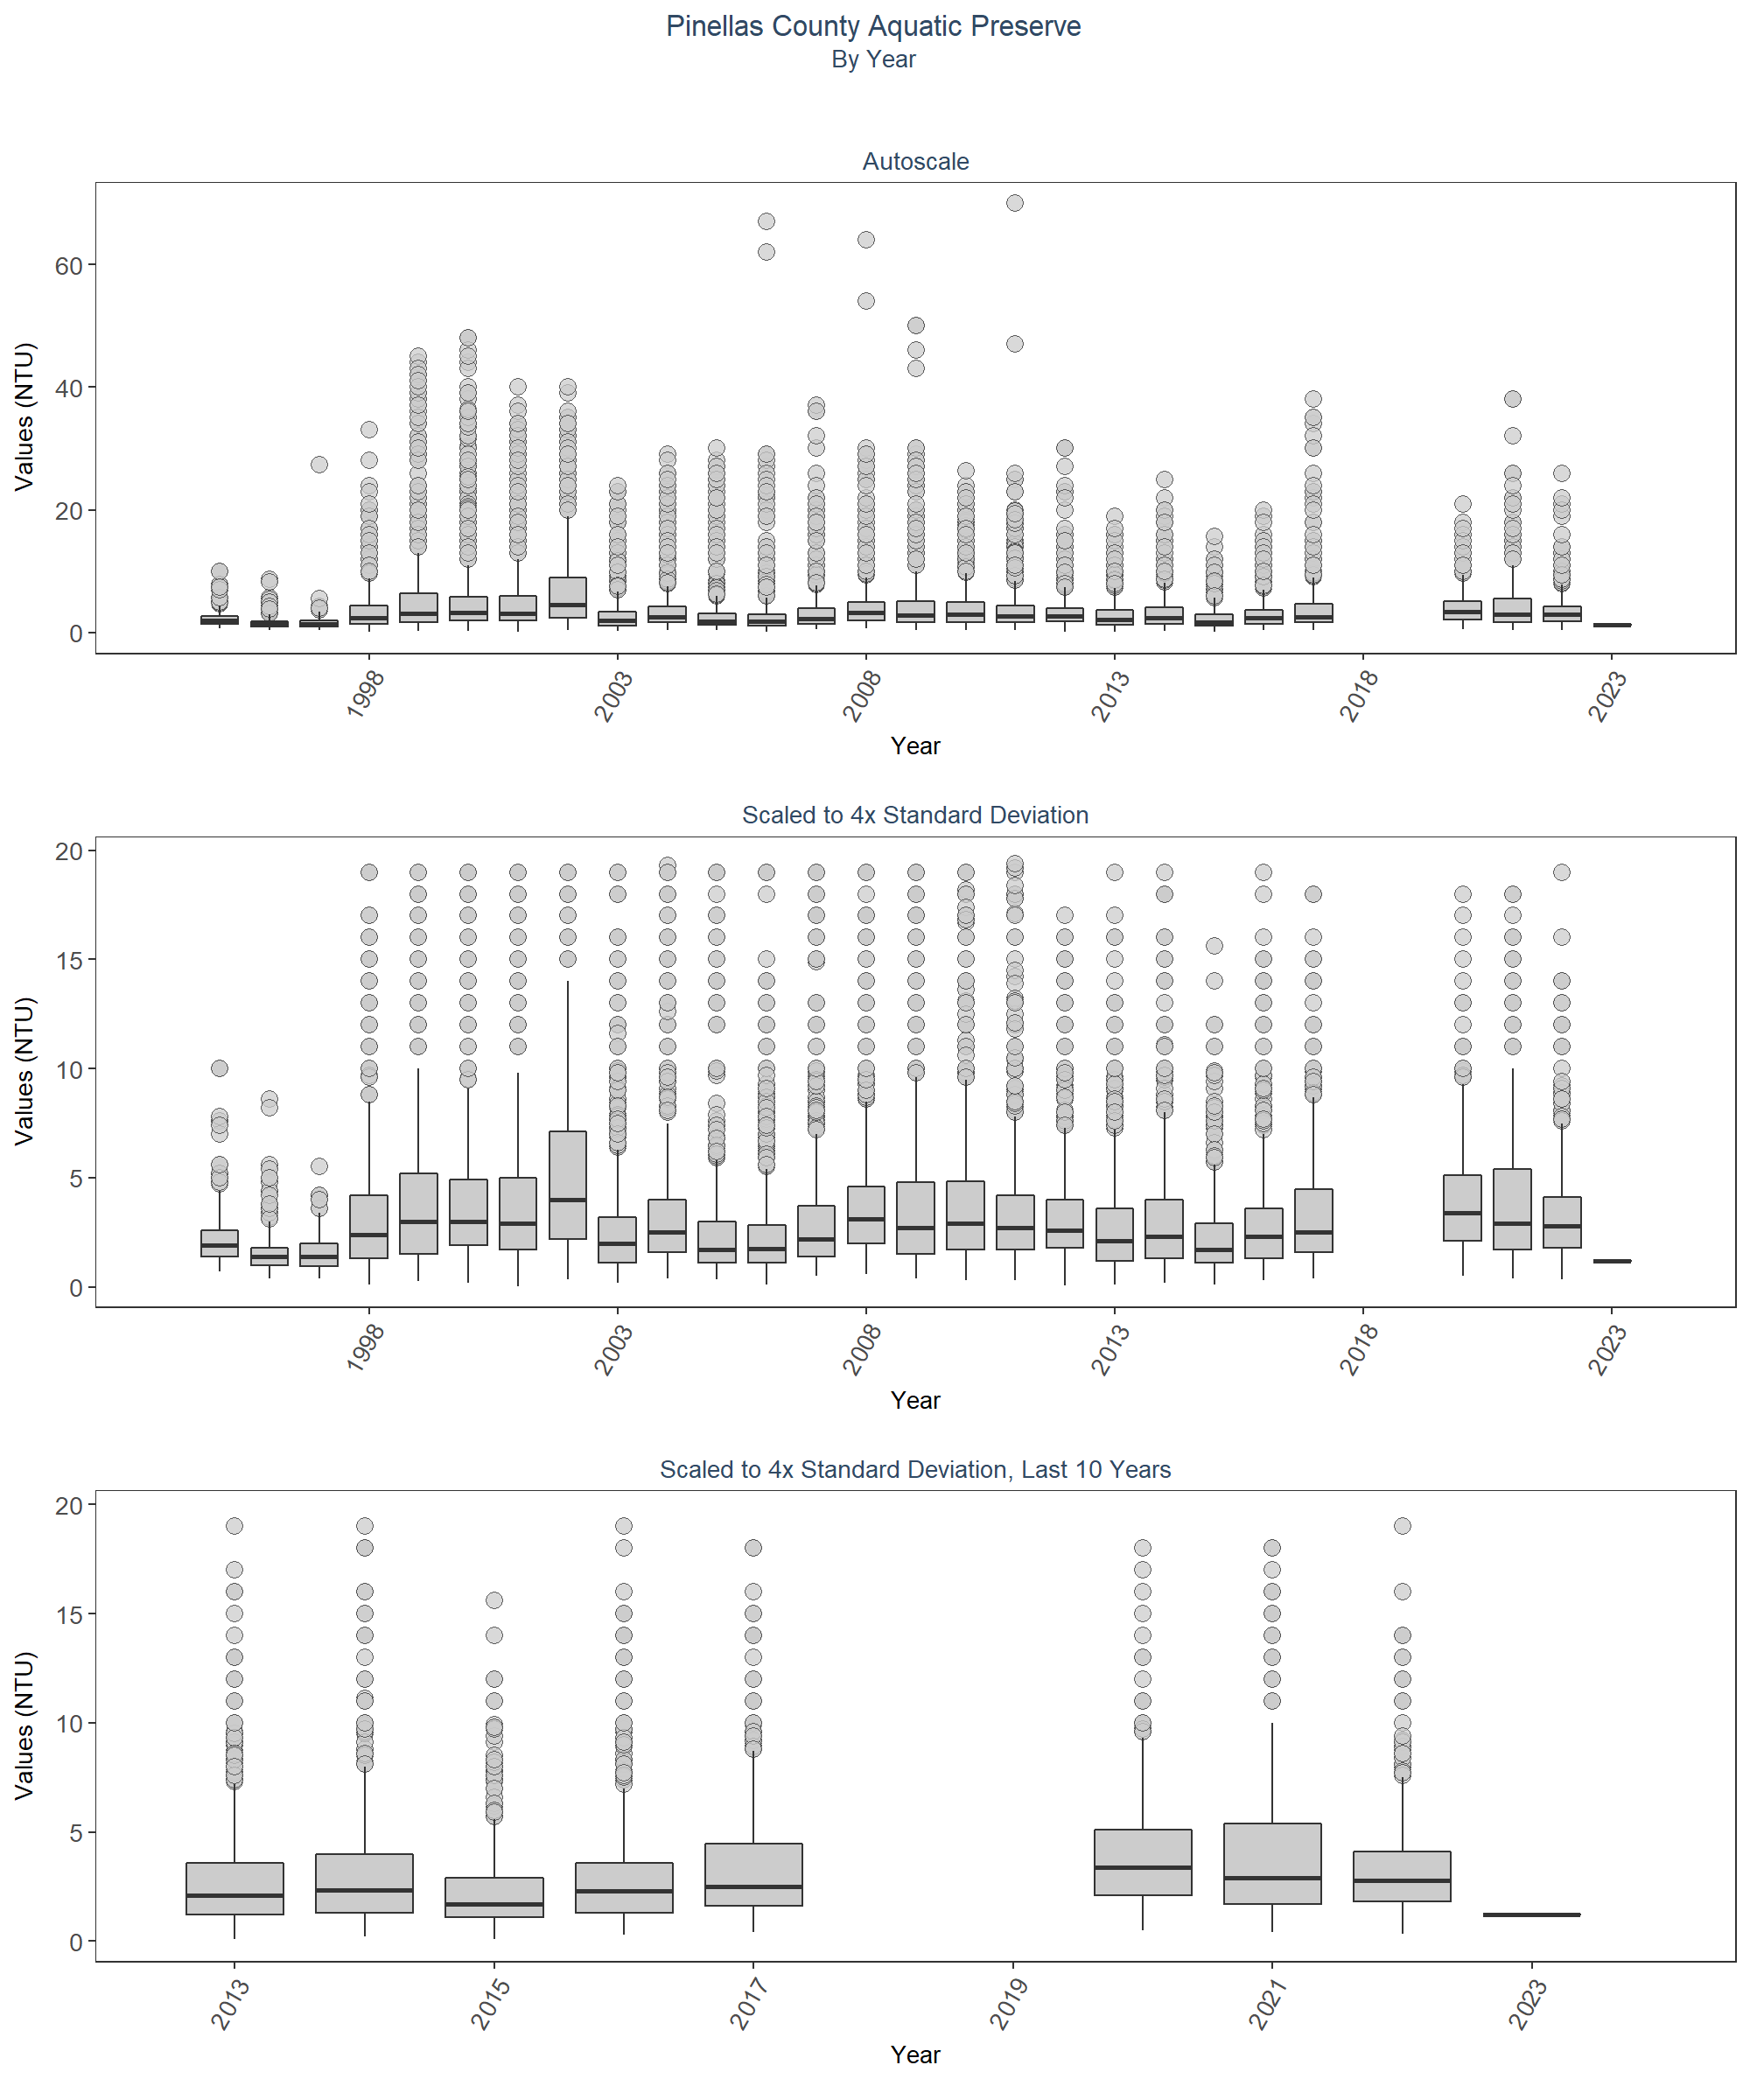 Pinellas County Aquatic Preserve
By Year
Autoscale
Values (NTU)
60
40
20
0
1998
2003
2008
2013
2018
2023
Year
Scaled to 4x Standard Deviation
Values (NTU)
20
15
10
5
0
1998
2003
2008
2013
2018
2023
Year
Scaled to 4x Standard Deviation, Last 10 Years
Values (NTU)
20
15
10
5
0
2013
2015
2017
2019
2021
2023
Year